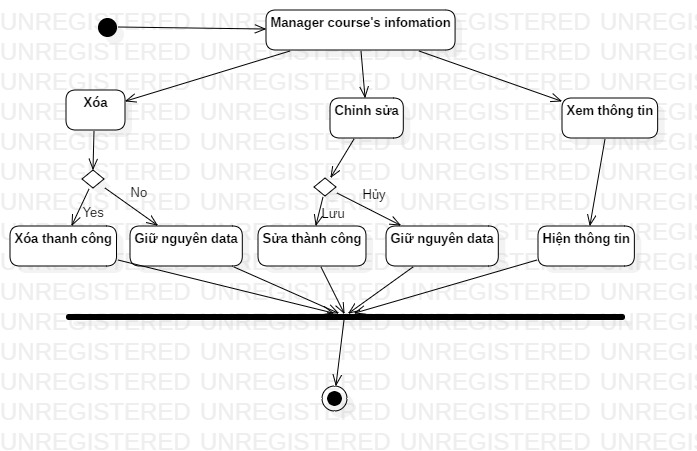 Manager course's infomation
Xóa
Chỉnh sửa
Xem thông tin
No
Hủy
Yes
Lưu
Xóa thanh công
Giữ nguyên data
Sửa thành công
Giữ nguyên data
Hiện thông tin
UNREGISTERED